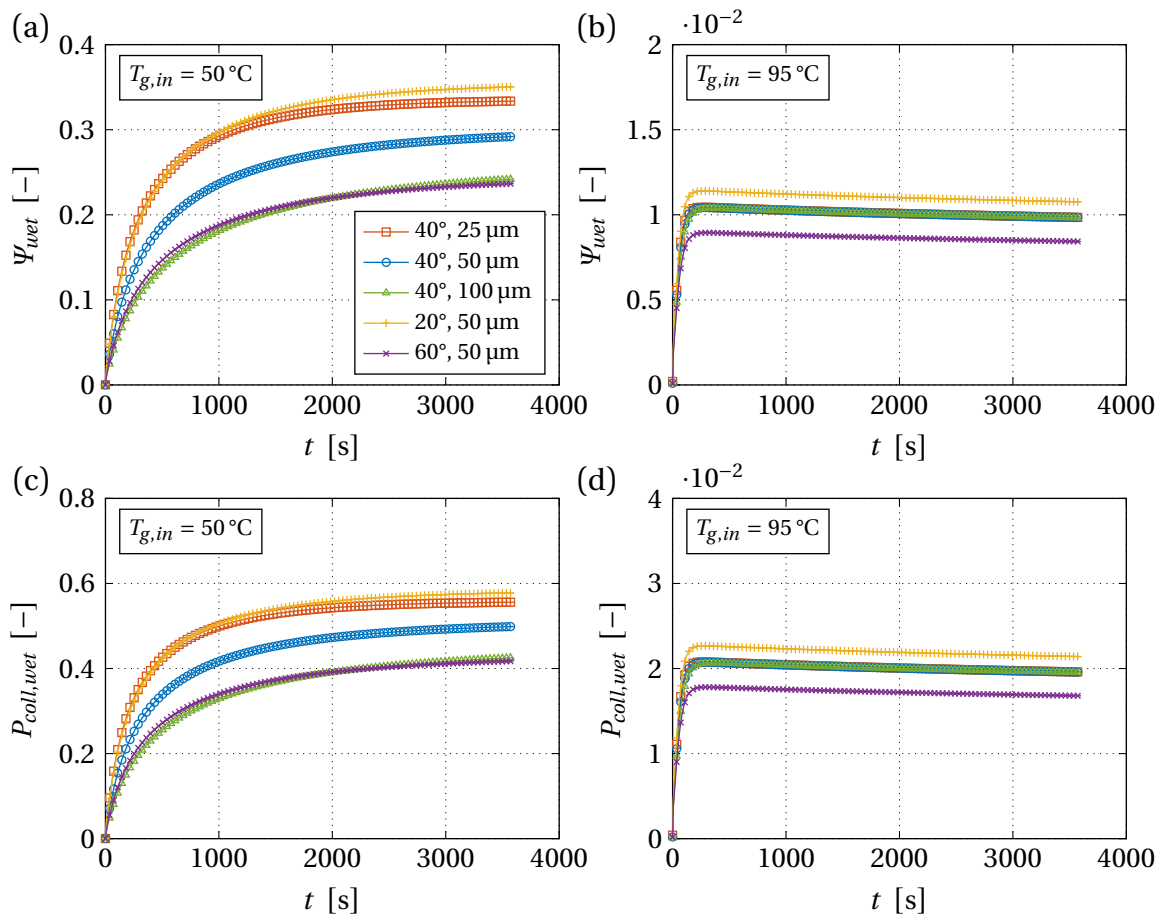 (a)
0.4
0.3
0.2
0.1
0
T_{g,in} = 50 °C
Ψ_{wet} [−]
40°, 25 µm
40°, 50 µm
40°, 100 µm
20°, 50 µm
60°, 50 µm
0 1000 2000 3000 4000
t [s]
(b)
·10⁻²
2
1.5
1
0.5
0
T_{g,in} = 95 °C
Ψ_{wet} [−]
0 1000 2000 3000 4000
t [s]
(c)
0.8
0.6
0.4
0.2
0
T_{g,in} = 50 °C
P_{coll,wet} [−]
0 1000 2000 3000 4000
t [s]
(d)
·10⁻²
4
3
2
1
0
T_{g,in} = 95 °C
P_{coll,wet} [−]
0 1000 2000 3000 4000
t [s]